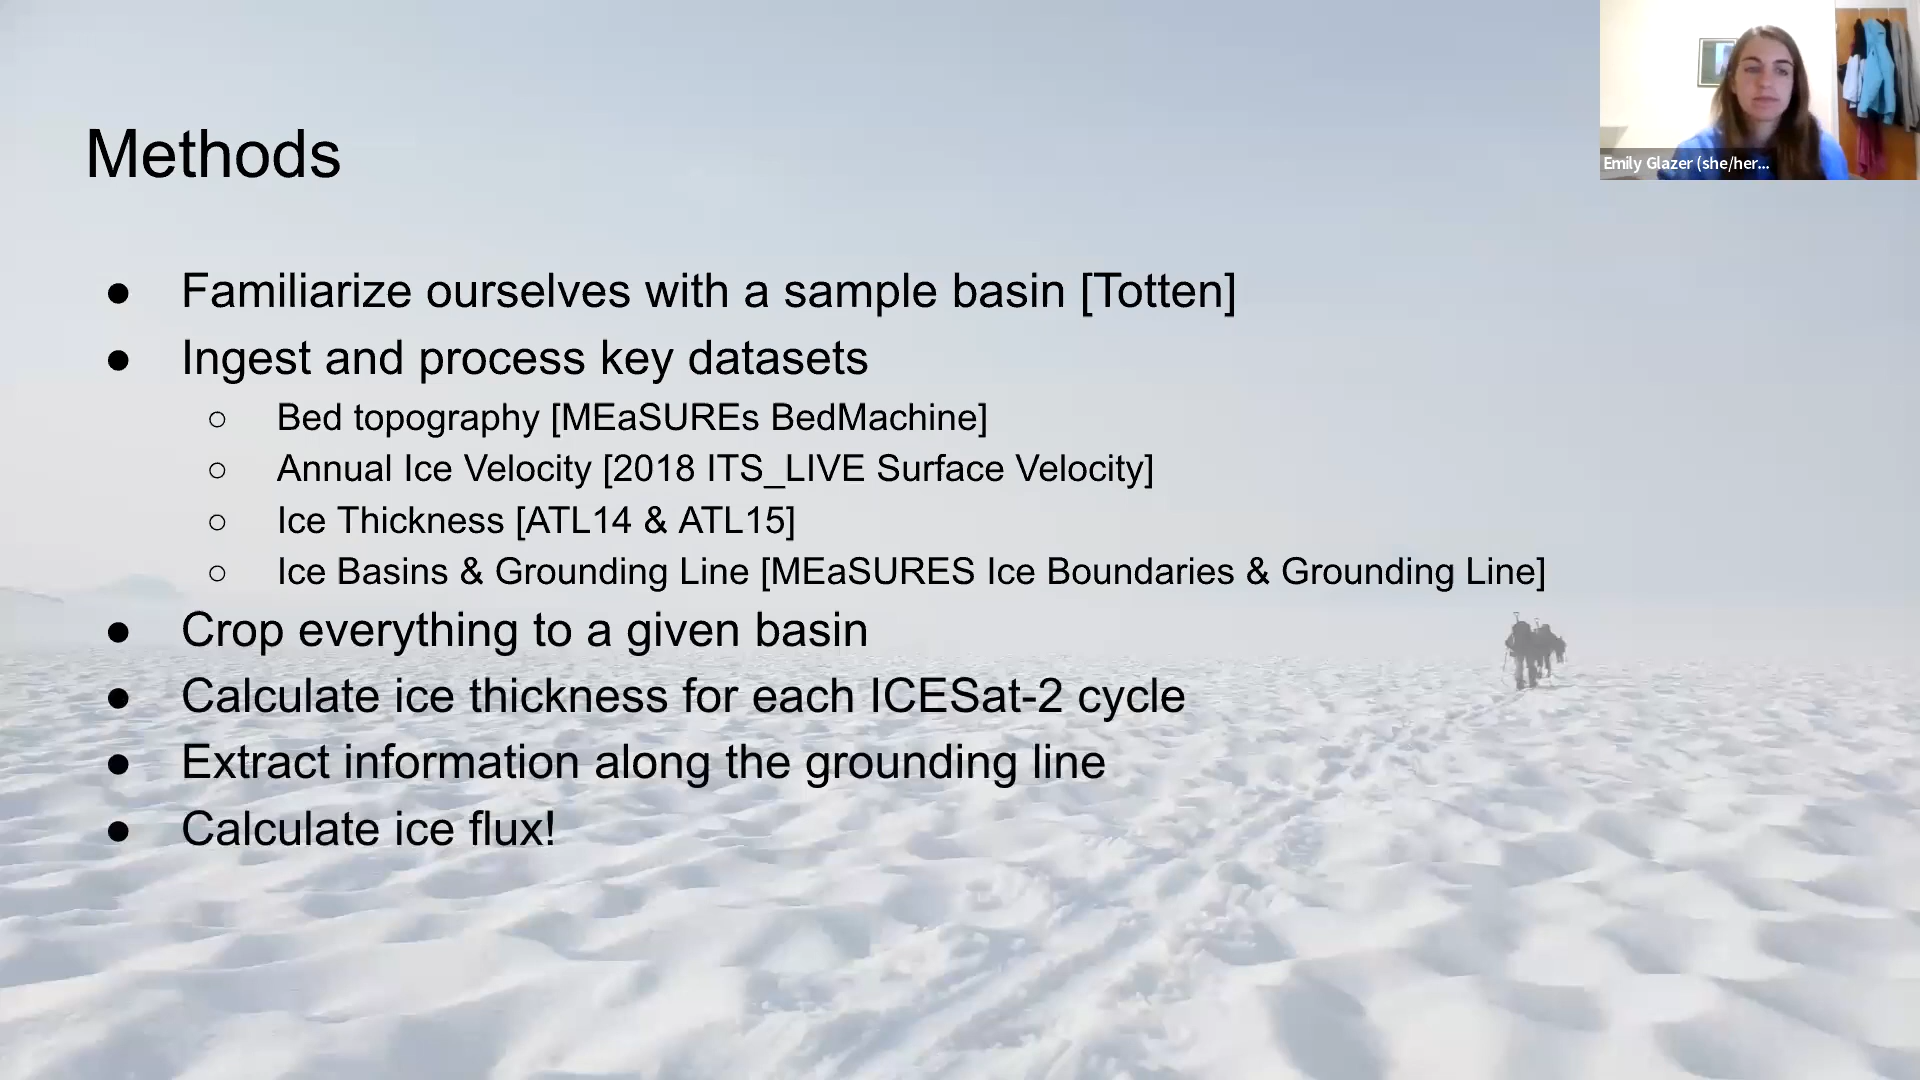 Methods
● Familiarize ourselves with a sample basin [Totten]
● Ingest and process key datasets
○ Bed topography [MEaSUREs BedMachine]
○ Annual Ice Velocity [2018 ITS_LIVE Surface Velocity]
○ Ice Thickness [ATL14 & ATL15]
○ Ice Basins & Grounding Line [MEaSURES Ice Boundaries & Grounding Line]
● Crop everything to a given basin
● Calculate ice thickness for each ICESat-2 cycle
● Extract information along the grounding line
● Calculate ice flux!
Emily Glazer (she/her...